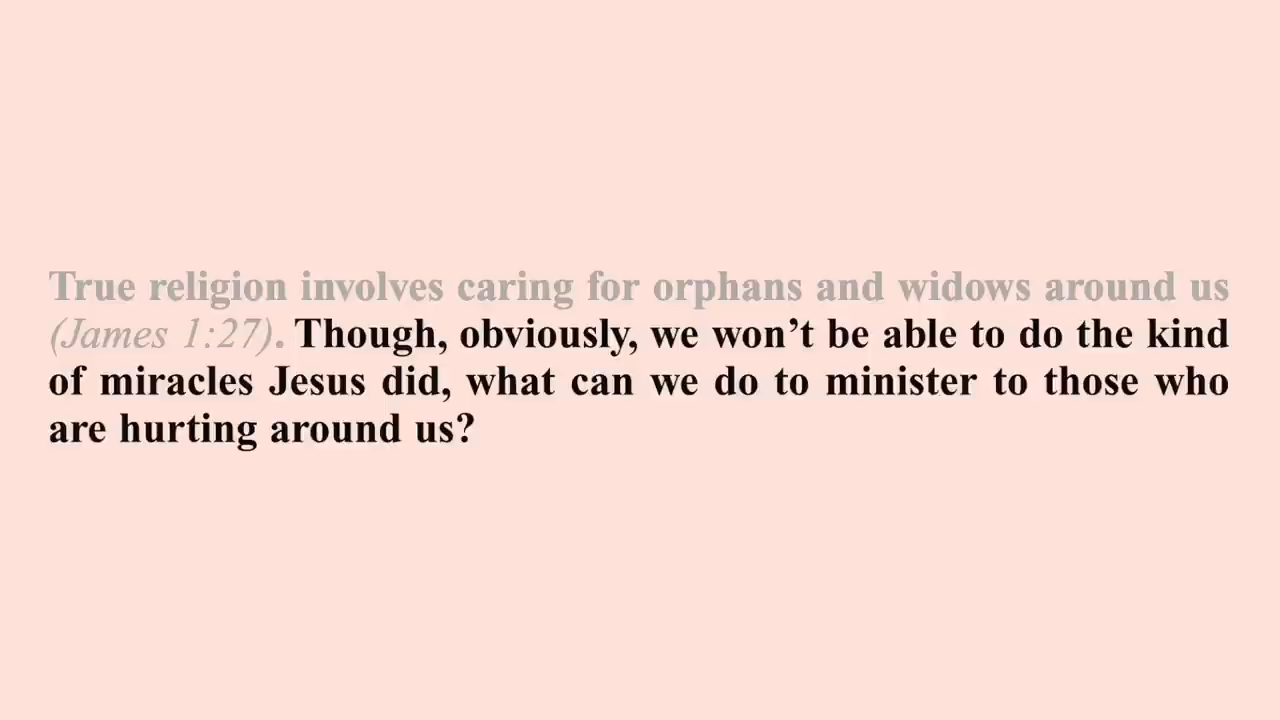 True religion involves caring for orphans and widows around us
(James 1:27). Though, obviously, we won’t be able to do the kind
of miracles Jesus did, what can we do to minister to those who
are hurting around us?